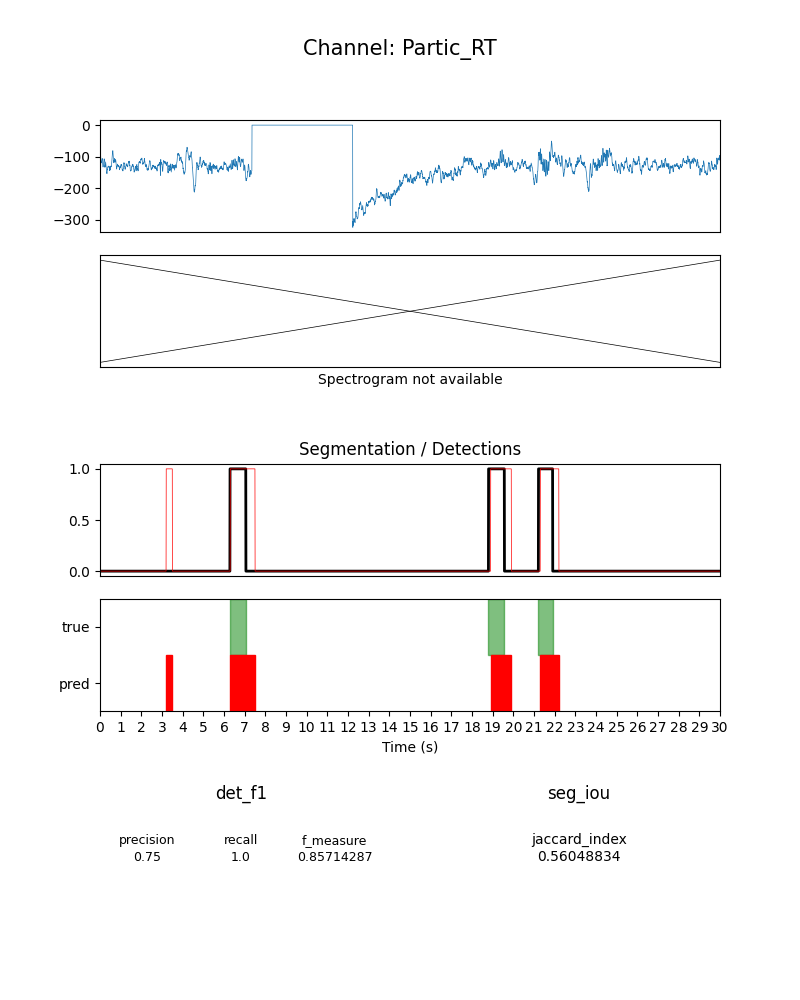 Channel: Partic_RT
0
−100
−200
−300
Spectrogram not available
Segmentation / Detections
1.0
0.5
0.0
true
pred
0 1 2 3 4 5 6 7 8 9 10 11 12 13 14 15 16 17 18 19 20 21 22 23 24 25 26 27 28 29 30
Time (s)
det_f1 seg_iou
precision recall f_measure jaccard_index
0.75 1.0 0.85714287 0.56048834